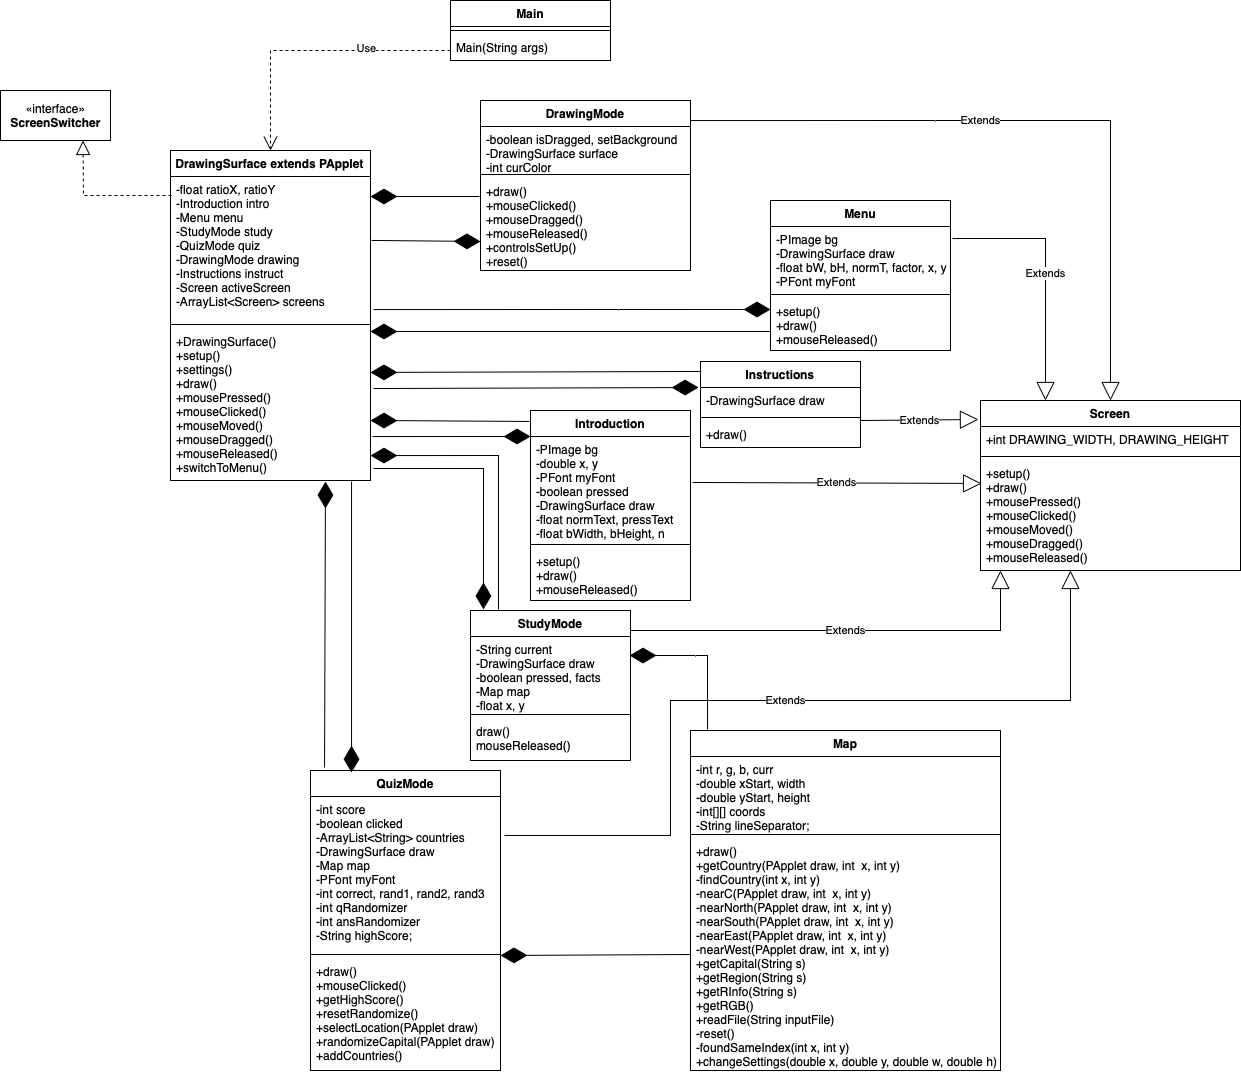 Main
Main(String args)
Use
«interface»
ScreenSwitcher
DrawingSurface extends PApplet
-float ratioX, ratioY
-Introduction intro
-Menu menu
-StudyMode study
-QuizMode quiz
-DrawingMode drawing
-Instructions instruct
-Screen activeScreen
-ArrayList<Screen> screens
+DrawingSurface()
+setup()
+settings()
+draw()
+mousePressed()
+mouseClicked()
+mouseMoved()
+mouseDragged()
+mouseReleased()
+switchToMenu()
DrawingMode
-boolean isDragged, setBackground
-DrawingSurface surface
-int curColor
+draw()
+mouseClicked()
+mouseDragged()
+mouseReleased()
+controlsSetUp()
+reset()
Extends
Menu
-PImage bg
-DrawingSurface draw
-float bW, bH, normT, factor, x, y
-PFont myFont
+setup()
+draw()
+mouseReleased()
Extends
Instructions
-DrawingSurface draw
+draw()
Extends
Introduction
-PImage bg
-double x, y
-PFont myFont
-boolean pressed
-DrawingSurface draw
-float normText, pressText
-float bWidth, bHeight, n
+setup()
+draw()
+mouseReleased()
Extends
Screen
+int DRAWING_WIDTH, DRAWING_HEIGHT
+setup()
+draw()
+mousePressed()
+mouseClicked()
+mouseMoved()
+mouseDragged()
+mouseReleased()
StudyMode
-String current
-DrawingSurface draw
-boolean pressed, facts
-Map map
-float x, y
draw()
mouseReleased()
Extends
Extends
QuizMode
-int score
-boolean clicked
-ArrayList<String> countries
-DrawingSurface draw
-Map map
-PFont myFont
-int correct, rand1, rand2, rand3
-int qRandomizer
-int ansRandomizer
-String highScore;
+draw()
+mouseClicked()
+getHighScore()
+resetRandomize()
+selectLocation(PApplet draw)
+randomizeCapital(PApplet draw)
+addCountries()
Map
-int r, g, b, curr
-double xStart, width
-double yStart, height
-int[][] coords
-String lineSeparator;
+draw()
+getCountry(PApplet draw, int  x, int y)
-findCountry(int x, int y)
-nearC(PApplet draw, int  x, int y)
-nearNorth(PApplet draw, int  x, int y)
-nearSouth(PApplet draw, int  x, int y)
-nearEast(PApplet draw, int  x, int y)
-nearWest(PApplet draw, int  x, int y)
+getCapital(String s)
+getRegion(String s)
+getRInfo(String s)
+getRGB()
+readFile(String inputFile)
-reset()
-foundSameIndex(int x, int y)
+changeSettings(double x, double y, double w, double h)